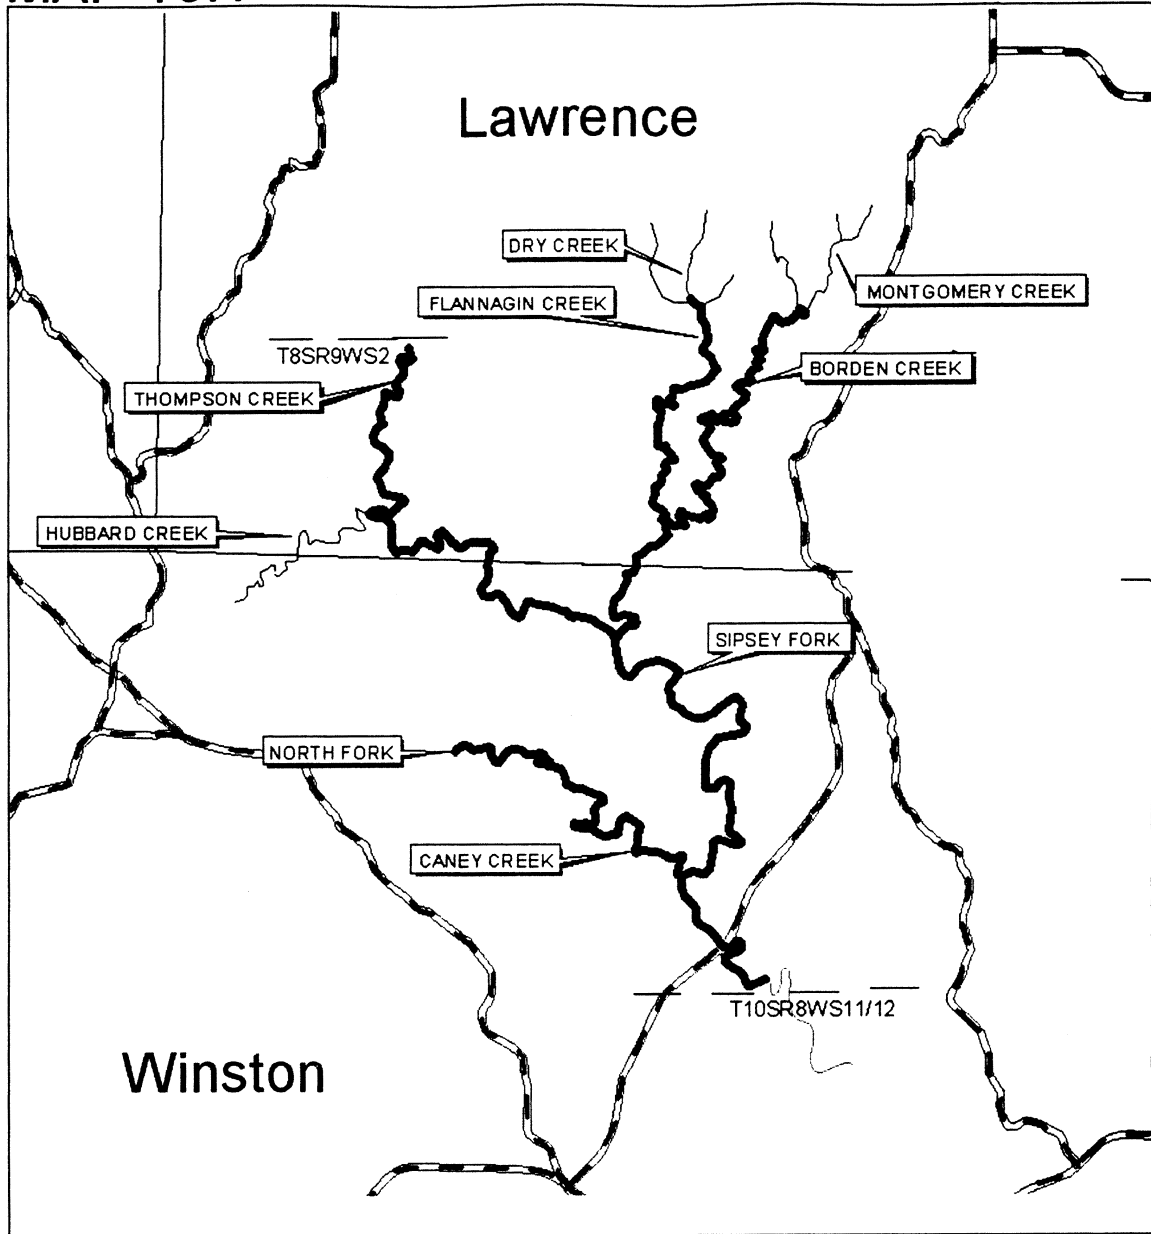 Lawrence
DRY CREEK
MONTGOMERY CREEK
FLANNAGIN CREEK
T8SR9WS2
BORDEN CREEK
THOMPSON CREEK
HUBBARD CREEK
SIPSEY FORK
NORTH FORK
CANEY CREEK
T10SR8WS11/12
Winston